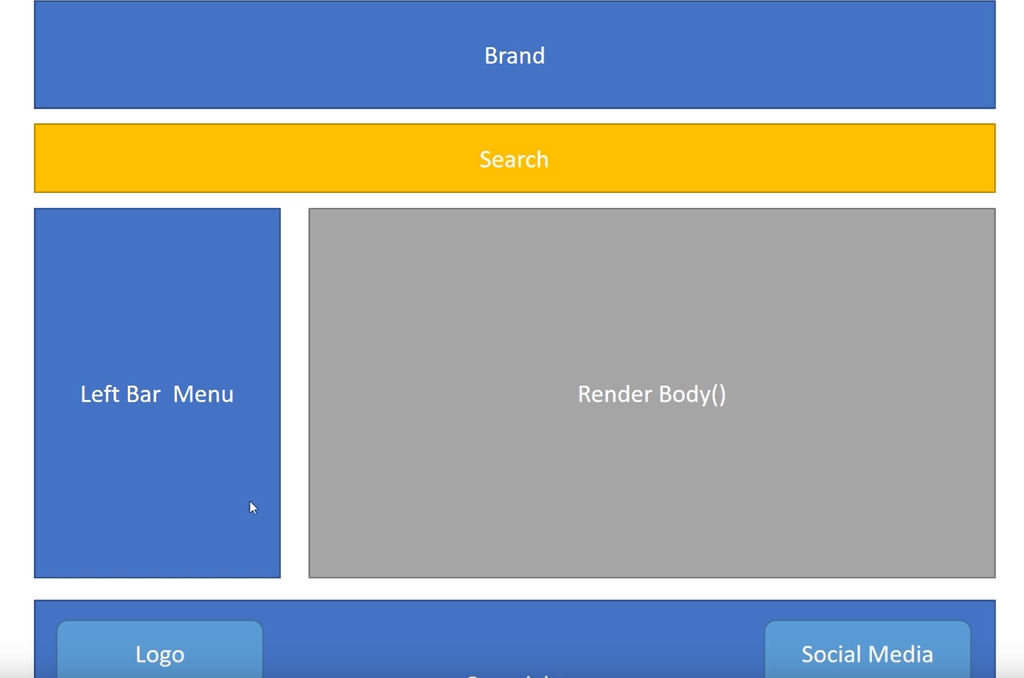 Brand
Search
Left Bar  Menu
Render Body()
Logo
Social Media